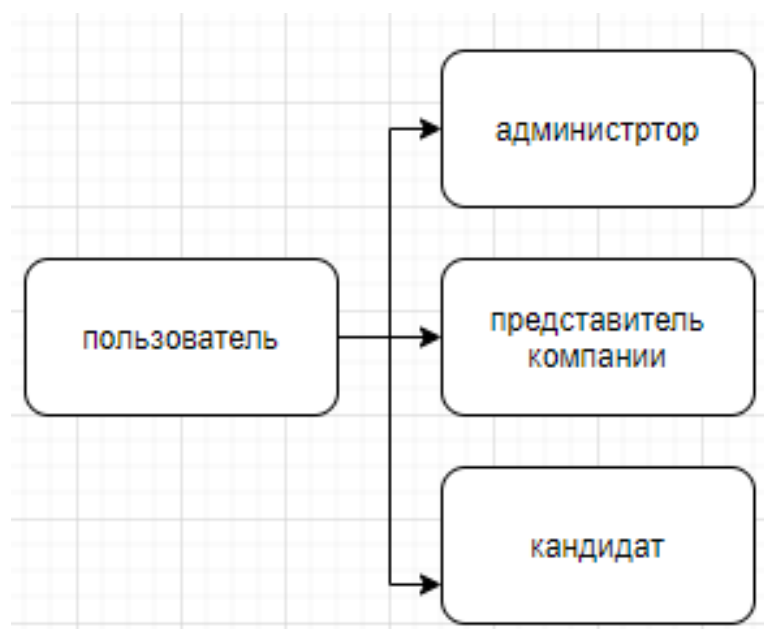 администртор
пользователь
представитель
компании
кандидат